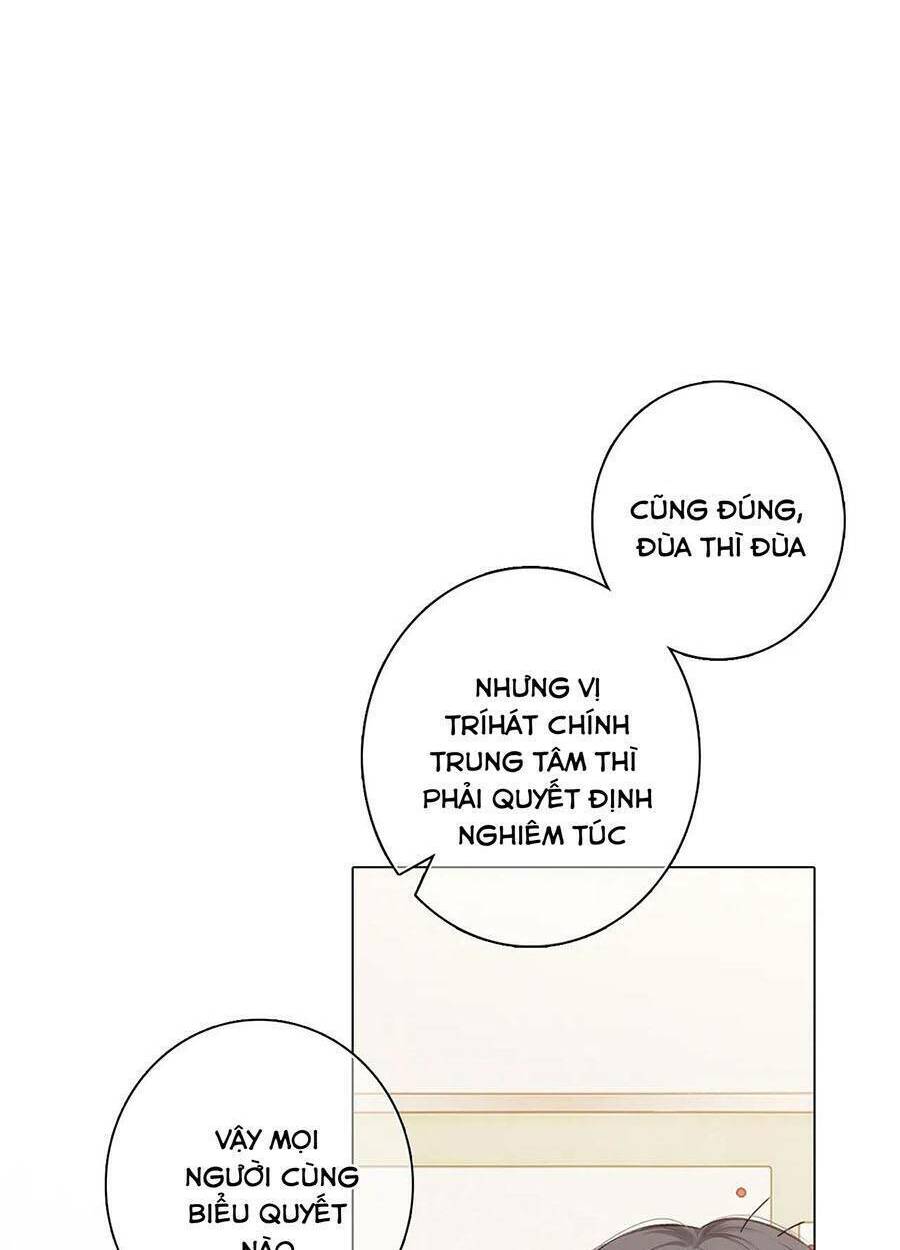 CŨNG ĐÚNG,
ĐÙA THÌ ĐÙA
NHƯNG VỊ
TRÍHÁT CHÍNH
TRUNG TÂM THÌ
PHẢI QUYẾT ĐỊNH
NGHIÊM TÚC
VẬY MỌI
NGƯỜI CÙNG
BIỂU QUYẾT
NÀO